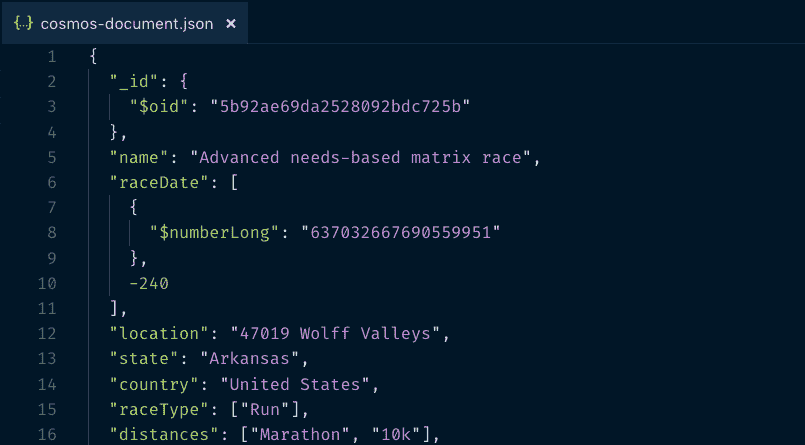 {..} cosmos-document.json ×
1 {
2 "_id": {
3 "$oid": "5b92ae69da2528092bdc725b"
4 },
5 "name": "Advanced needs-based matrix race",
6 "raceDate": [
7 {
8 "$numberLong": "637032667690559951"
9 },
10 -240
11 ],
12 "location": "47019 Wolff Valleys",
13 "state": "Arkansas",
14 "country": "United States",
15 "raceType": ["Run"],
16 "distances": ["Marathon", "10k"],